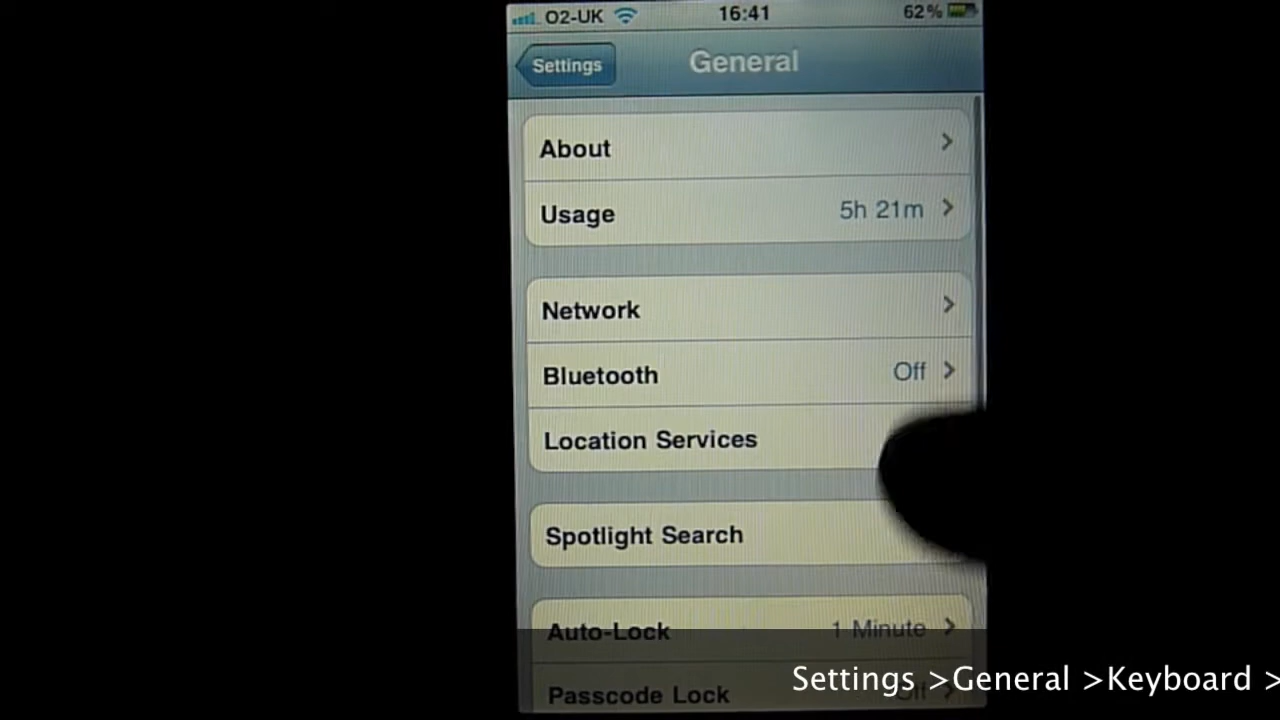 O2-UK 16:41 62%
Settings General
About
Usage 5h 21m
Network
Bluetooth Off
Location Services
Spotlight Search
Auto-Lock 1 Minute
Passcode Lock Off
Settings >General >Keyboard >